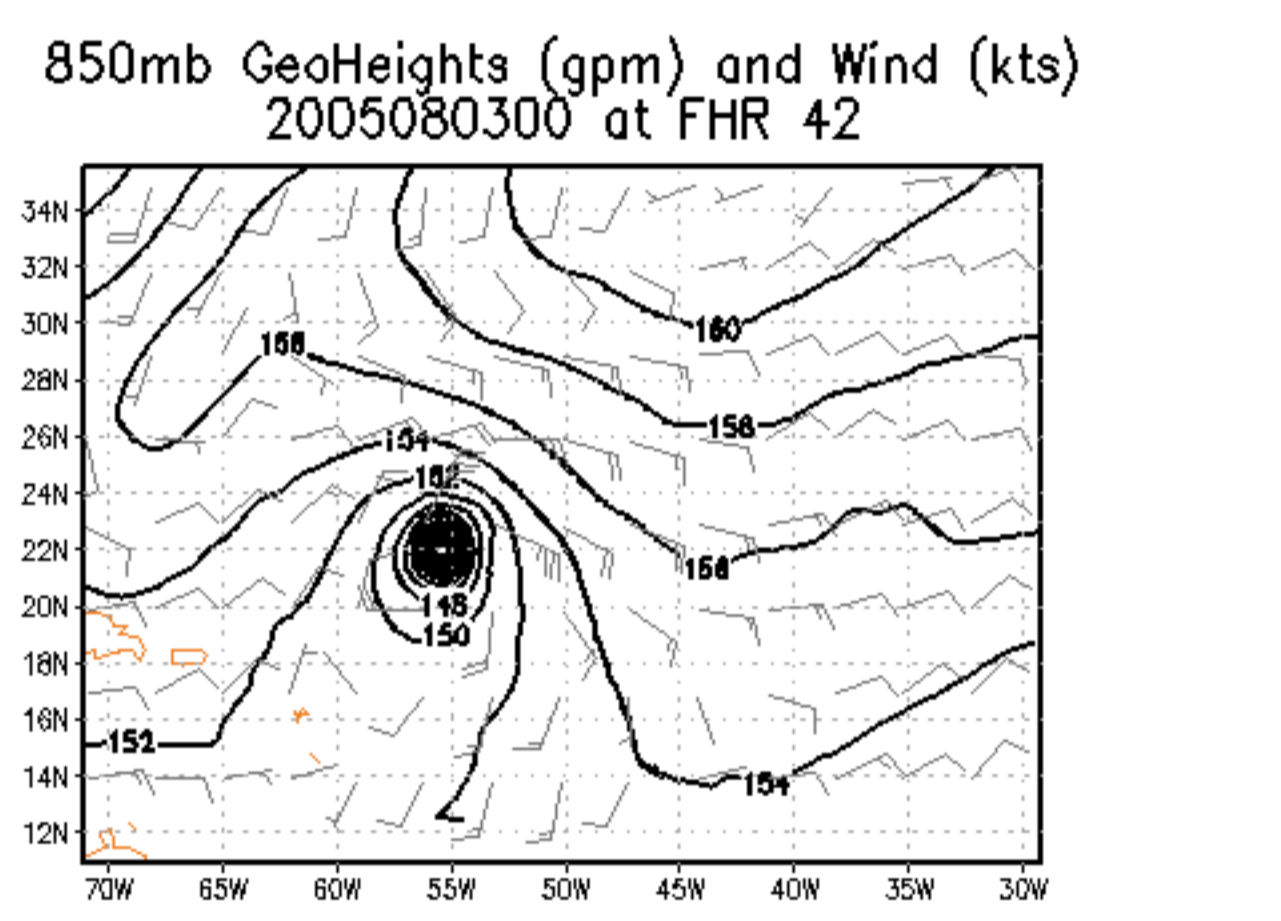 850mb GeoHeights (gpm) and Wind (kts)
2005080300 at FHR 42
34N
32N
30N
28N
26N
24N
22N
20N
18N
16N
14N
12N
160
156
158
154
152
156
148
150
152
154
70W 65W 60W 55W 50W 45W 40W 35W 30W